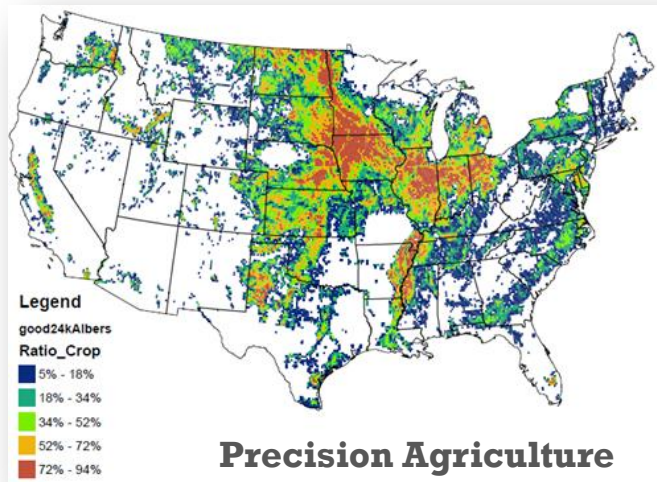 Legend
good24kAlbers
Ratio_Crop
5% - 18%
18% - 34%
34% - 52%
52% - 72%
72% - 94%
Precision Agriculture